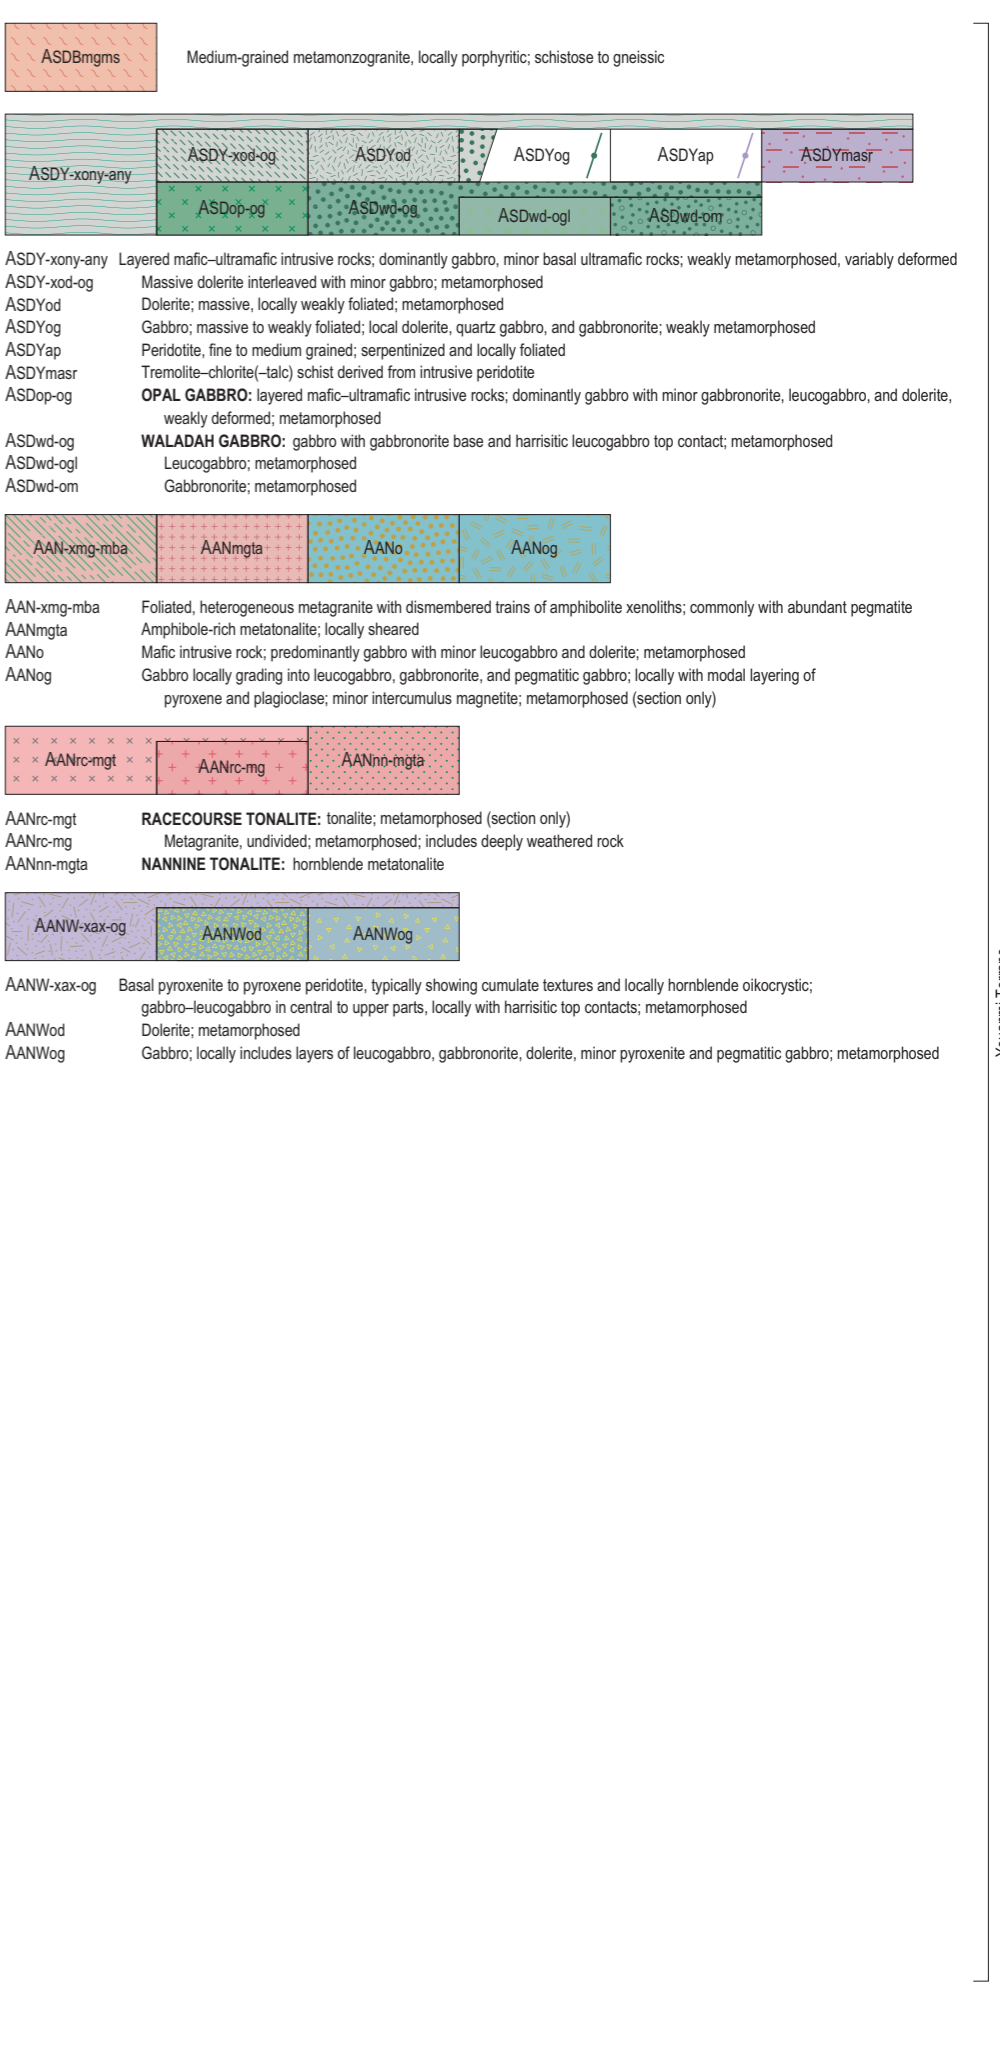 ASDBmgms Medium-grained metamonzogranite, locally porphyritic; schistose to gneissic
ASDY-xony-any ASDY-xod-og ASDYod ASDYog ASDYap ASDYmasr
ASDop-og ASDwd-og ASDwd-ogl ASDwd-om
ASDY-xony-any Layered mafic–ultramafic intrusive rocks; dominantly gabbro, minor basal ultramafic rocks; weakly metamorphosed, variably deformed
ASDY-xod-og Massive dolerite interleaved with minor gabbro; metamorphosed
ASDYod Dolerite; massive, locally weakly foliated; metamorphosed
ASDYog Gabbro; massive to weakly foliated; local dolerite, quartz gabbro, and gabbronorite; weakly metamorphosed
ASDYap Peridotite, fine to medium grained; serpentinized and locally foliated
ASDYmasr Tremolite–chlorite(–talc) schist derived from intrusive peridotite
ASDop-og OPAL GABBRO: layered mafic–ultramafic intrusive rocks; dominantly gabbro with minor gabbronorite, leucogabbro, and dolerite,
weakly deformed; metamorphosed
ASDwd-og WALADAH GABBRO: gabbro with gabbronorite base and harrisitic leucogabbro top contact; metamorphosed
ASDwd-ogl Leucogabbro; metamorphosed
ASDwd-om Gabbronorite; metamorphosed
AAN-xmg-mba AANmgta AANo AANog
AAN-xmg-mba Foliated, heterogeneous metagranite with dismembered trains of amphibolite xenoliths; commonly with abundant pegmatite
AANmgta Amphibole-rich metatonalite; locally sheared
AANo Mafic intrusive rock; predominantly gabbro with minor leucogabbro and dolerite; metamorphosed
AANog Gabbro locally grading into leucogabbro, gabbronorite, and pegmatitic gabbro; locally with modal layering of
pyroxene and plagioclase; minor intercumulus magnetite; metamorphosed (section only)
AANrc-mgt AANrc-mg AANnn-mgta
AANrc-mgt RACECOURSE TONALITE: tonalite; metamorphosed (section only)
AANrc-mg Metagranite, undivided; metamorphosed; includes deeply weathered rock
AANnn-mgta NANNINE TONALITE: hornblende metatonalite
AANW-xax-og AANWod AANWog
AANW-xax-og Basal pyroxenite to pyroxene peridotite, typically showing cumulate textures and locally hornblende oikocrystic;
gabbro–leucogabbro in central to upper parts, locally with harrisitic top contacts; metamorphosed
AANWod Dolerite; metamorphosed
AANWog Gabbro; locally includes layers of leucogabbro, gabbronorite, dolerite, minor pyroxenite and pegmatitic gabbro; metamorphosed